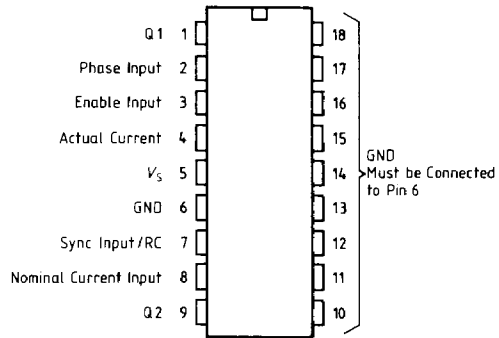 Q1 1 18
Phase Input 2 17
Enable Input 3 16
Actual Current 4 15
VS 5 14
GND 6 13
Sync Input/RC 7 12
Nominal Current Input 8 11
Q2 9 10
GND
Must be Connected
to Pin 6